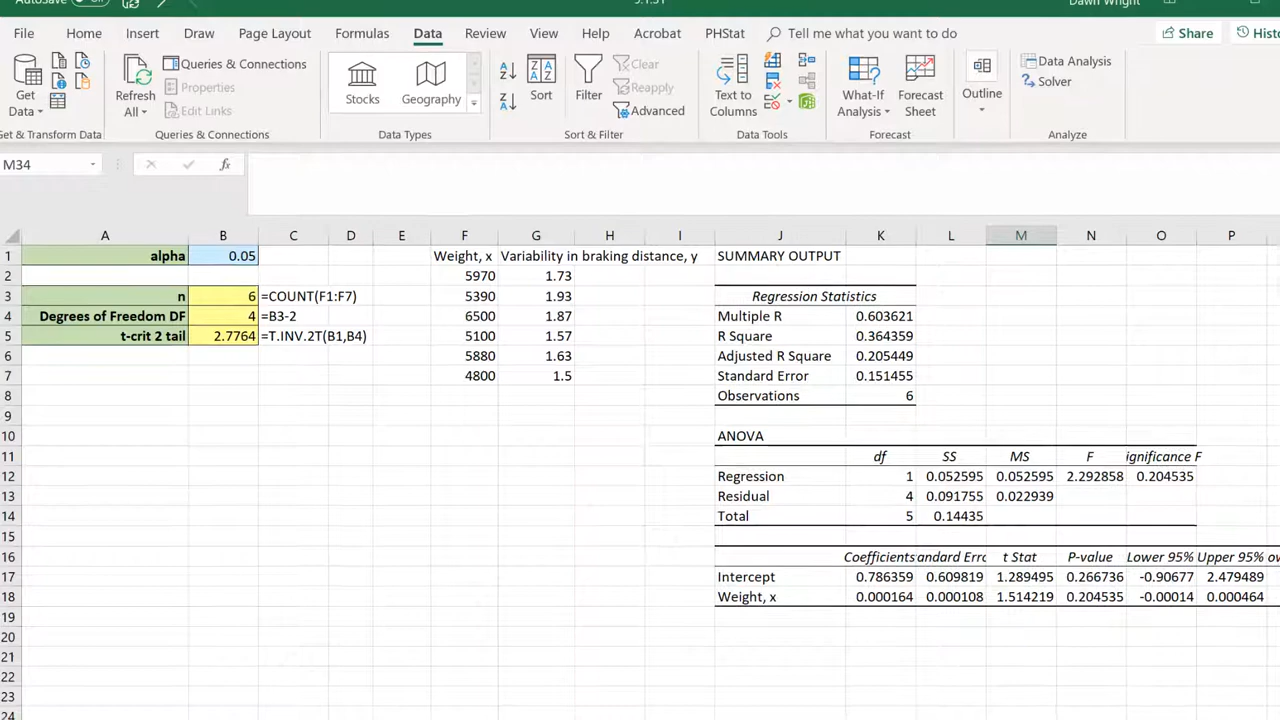 AutoSave Off 9.1.31 Dawn Wright
File Home Insert Draw Page Layout Formulas Data Review View Help Acrobat PHStat Tell me what you want to do Share Histo
Get Data Refresh All Queries & Connections Properties Edit Links Stocks Geography Sort Filter Clear Reapply Advanced Text to Columns What-If Analysis Forecast Sheet Outline Data Analysis Solver
Get & Transform Data Queries & Connections Data Types Sort & Filter Data Tools Forecast Analyze
M34 fx
A B C D E F G H I J K L M N O P
1 alpha 0.05 Weight, x Variability in braking distance, y SUMMARY OUTPUT
2 5970 1.73
3 n 6 =COUNT(F1:F7) 5390 1.93 Regression Statistics
4 Degrees of Freedom DF 4 =B3-2 6500 1.87 Multiple R 0.603621
5 t-crit 2 tail 2.7764 =T.INV.2T(B1,B4) 5100 1.57 R Square 0.364359
6 5880 1.63 Adjusted R Square 0.205449
7 4800 1.5 Standard Error 0.151455
8 Observations 6
9
10 ANOVA
11 df SS MS F ignificance F
12 Regression 1 0.052595 0.052595 2.292858 0.204535
13 Residual 4 0.091755 0.022939
14 Total 5 0.14435
15
16 Coefficients andard Erro t Stat P-value Lower 95% Upper 95% ow
17 Intercept 0.786359 0.609819 1.289495 0.266736 -0.90677 2.479489
18 Weight, x 0.000164 0.000108 1.514219 0.204535 -0.00014 0.000464
19
20
21
22
23
24